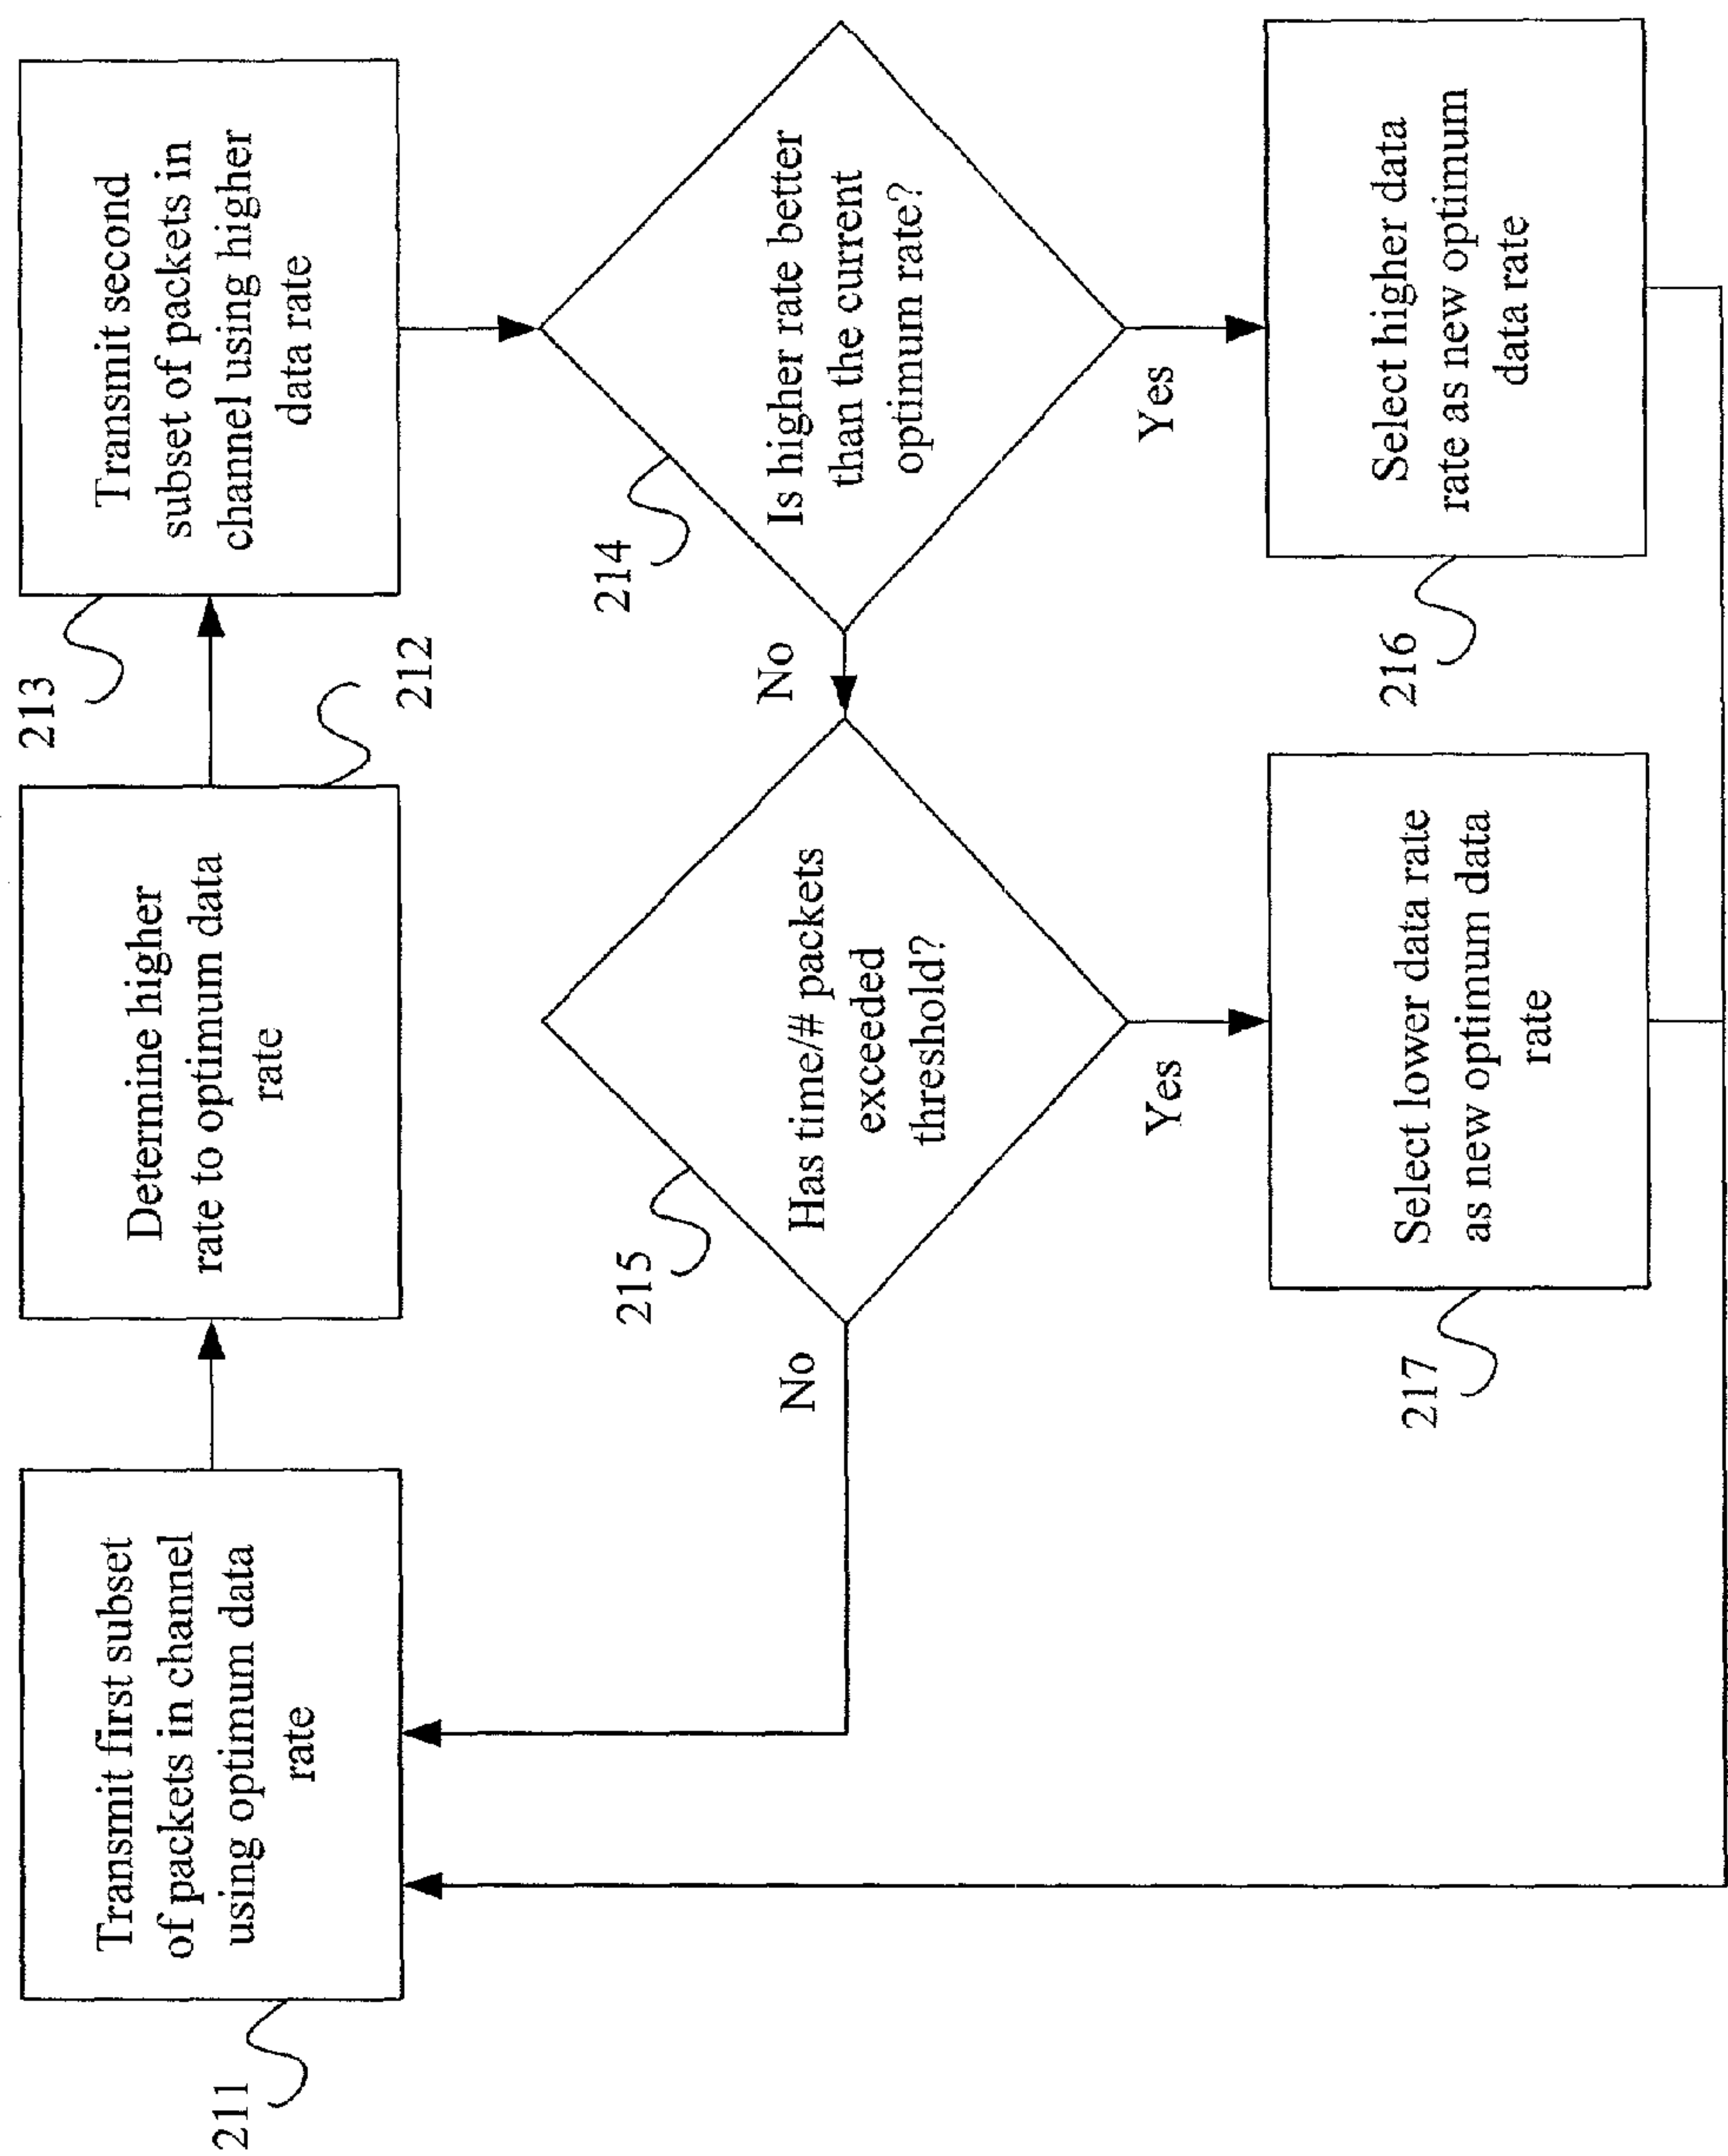 211
Transmit first subset
of packets in channel
using optimum data
rate
Determine higher
rate to optimum data
rate
212
213
Transmit second
subset of packets in
channel using higher
data rate
214
Is higher rate better
than the current
optimum rate?
No
Yes
215
Has time/# packets
exceeded
threshold?
No
Yes
216
Select higher data
rate as new optimum
data rate
217
Select lower data rate
as new optimum data
rate